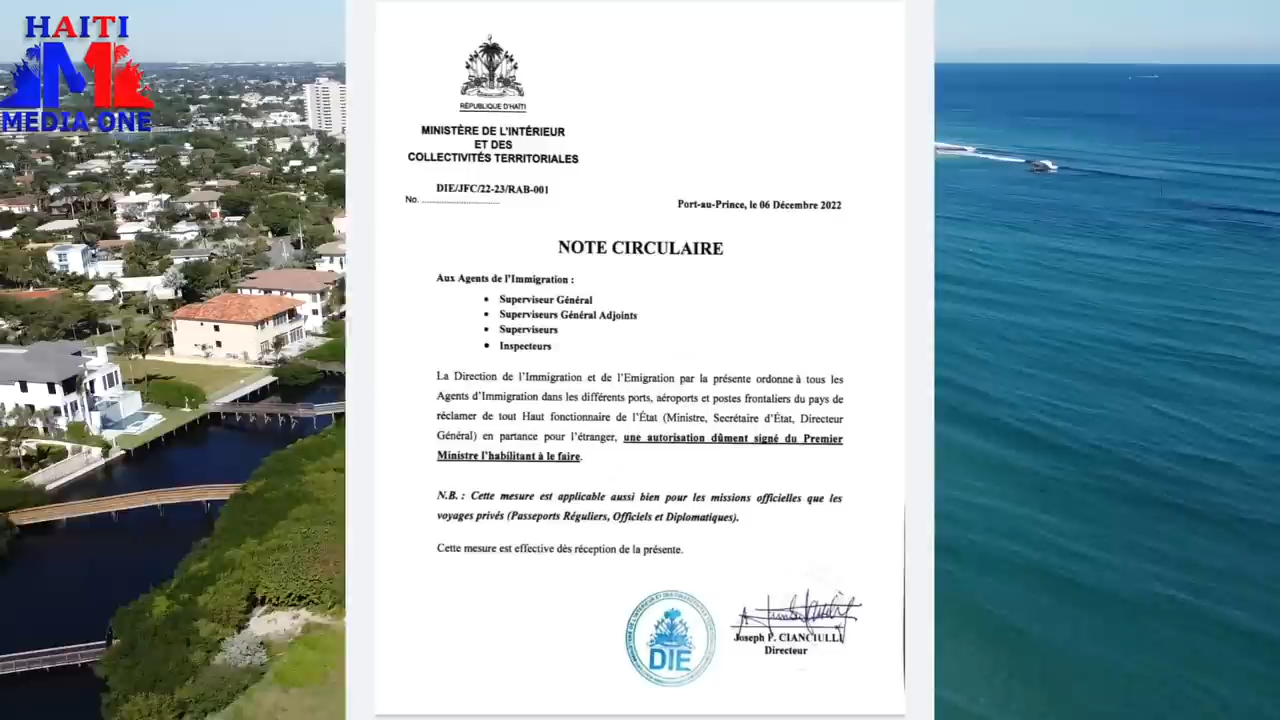 HAITI
M
MEDIA ONE
RÉPUBLIQUE D'HAÏTI
MINISTÈRE DE L'INTÉRIEUR
ET DES
COLLECTIVITÉS TERRITORIALES
DIE/JFC/22-23/RAB-001
No. ........................
Port-au-Prince, le 06 Décembre 2022
NOTE CIRCULAIRE
Aux Agents de l'Immigration :
• Superviseur Général
• Superviseurs Général Adjoints
• Superviseurs
• Inspecteurs
La Direction de l'Immigration et de l'Emigration par la présente ordonne à tous les
Agents d'Immigration dans les différents ports, aéroports et postes frontaliers du pays de
réclamer de tout Haut fonctionnaire de l'État (Ministre, Secrétaire d'État, Directeur
Général) en partance pour l'étranger, une autorisation dûment signé du Premier
Ministre l'habilitant à le faire.
N.B. : Cette mesure est applicable aussi bien pour les missions officielles que les
voyages privés (Passeports Réguliers, Officiels et Diplomatiques).
Cette mesure est effective dès réception de la présente.
DIE
Joseph F. CIANCIULLI
Directeur